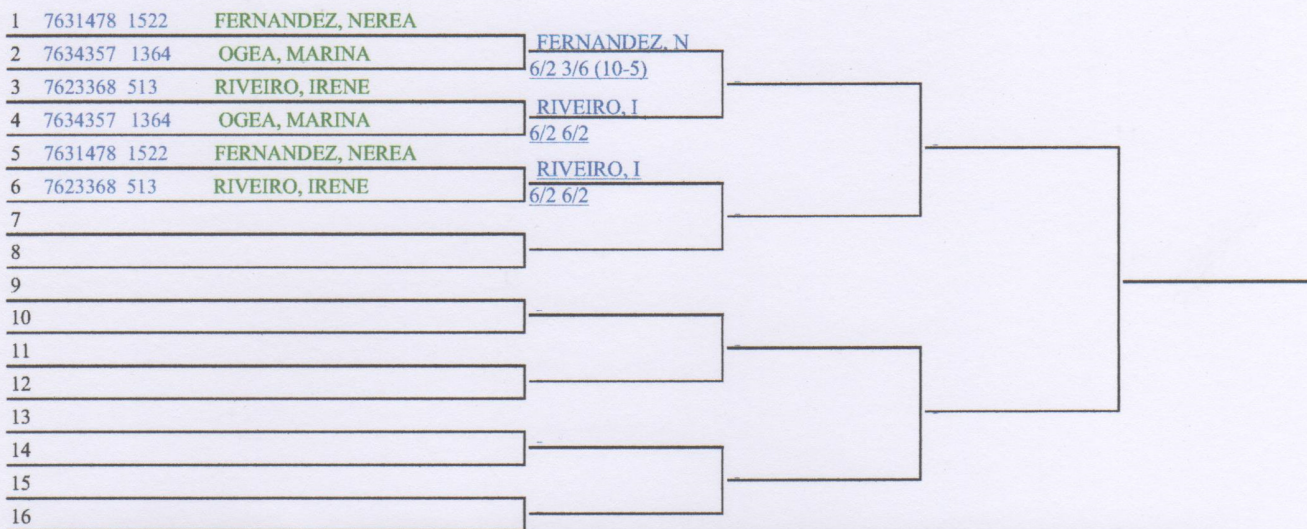 1 7631478 1522 FERNANDEZ, NEREA
FERNANDEZ, N
2 7634357 1364 OGEA, MARINA
6/2 3/6 (10-5)
3 7623368 513 RIVEIRO, IRENE
RIVEIRO, I
4 7634357 1364 OGEA, MARINA
6/2 6/2
5 7631478 1522 FERNANDEZ, NEREA
RIVEIRO, I
6 7623368 513 RIVEIRO, IRENE
6/2 6/2
7
8
9
10
11
12
13
14
15
16